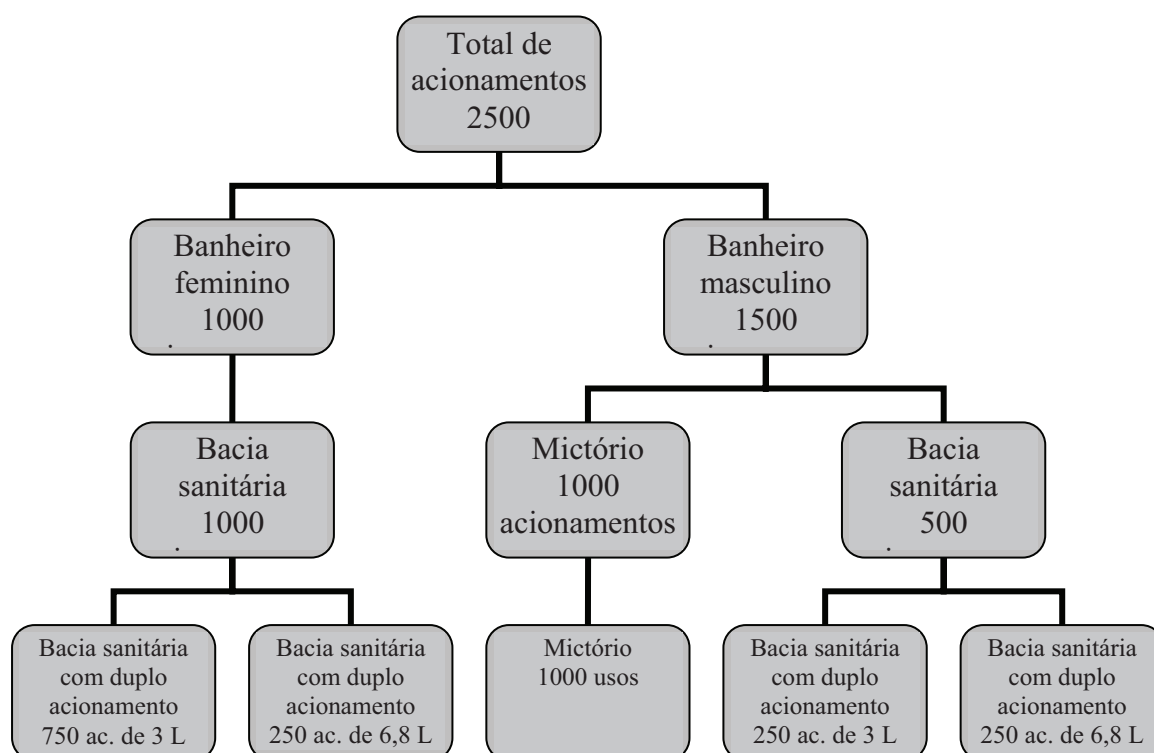 Total de
acionamentos
2500
Banheiro
feminino
1000
.
Banheiro
masculino
1500
.
Bacia
sanitária
1000
.
Mictório
1000
acionamentos
Bacia
sanitária
500
.
Bacia sanitária
com duplo
acionamento
750 ac. de 3 L
Bacia sanitária
com duplo
acionamento
250 ac. de 6,8 L
Mictório
1000 usos
Bacia sanitária
com duplo
acionamento
250 ac. de 3 L
Bacia sanitária
com duplo
acionamento
250 ac. de 6,8 L